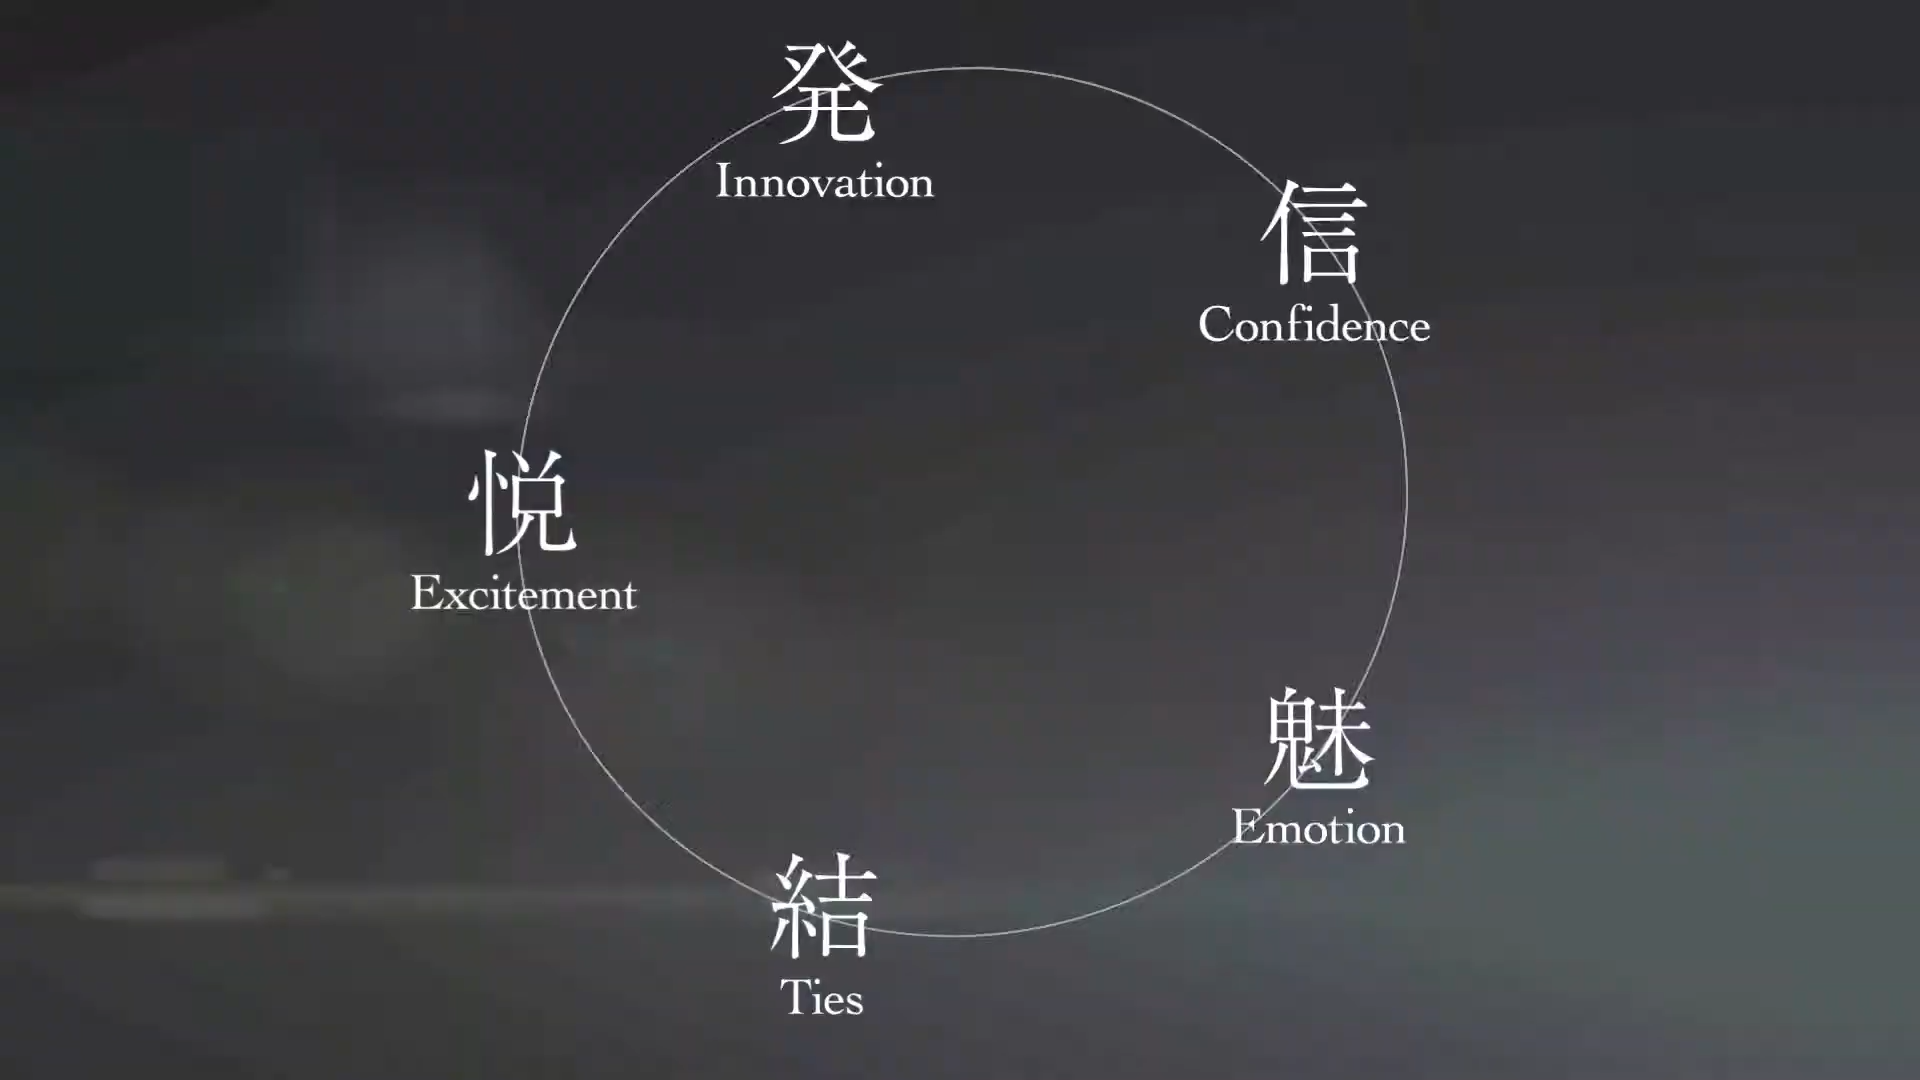 発
Innovation
信
Confidence
悦
Excitement
魅
Emotion
結
Ties